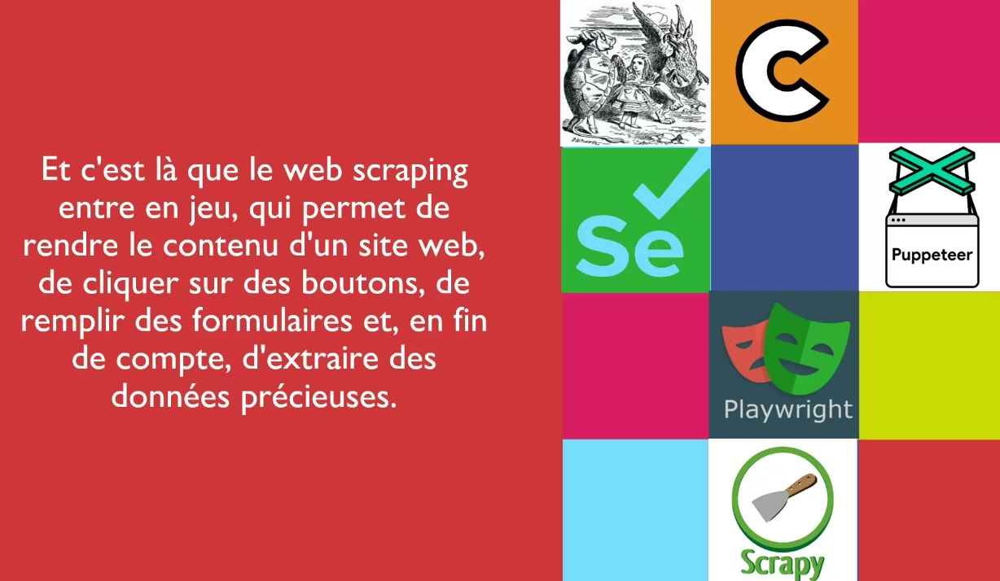 Et c'est là que le web scraping
entre en jeu, qui permet de
rendre le contenu d'un site web,
de cliquer sur des boutons, de
remplir des formulaires et, en fin
de compte, d'extraire des
données précieuses.
C
Se
Puppeteer
Playwright
Scrapy